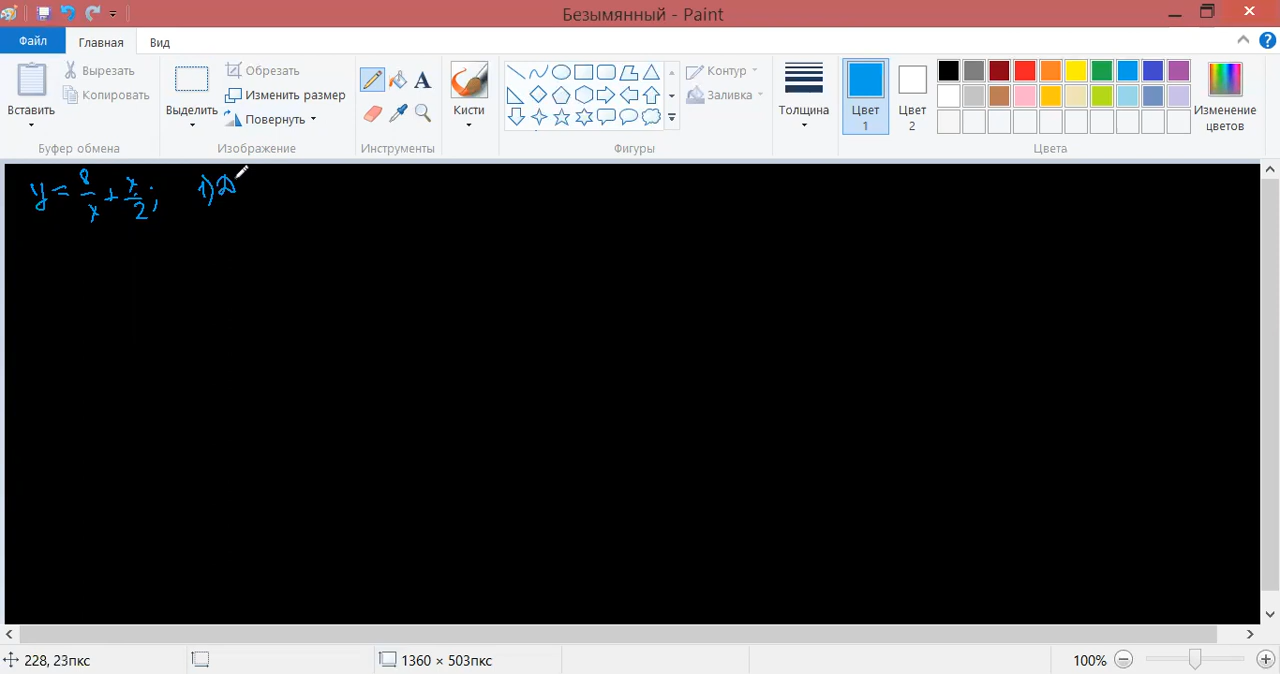 Безымянный - Paint
Файл Главная Вид
Вставить
Вырезать
Копировать
Буфер обмена
Выделить
Обрезать
Изменить размер
Повернуть
Изображение
Инструменты
Кисти
Контур
Заливка
Фигуры
Толщина
Цвет 1
Цвет 2
Изменение цветов
Цвета
y = 8/x + x/2; 1) D
228, 23пкс
1360 × 503пкс
100%